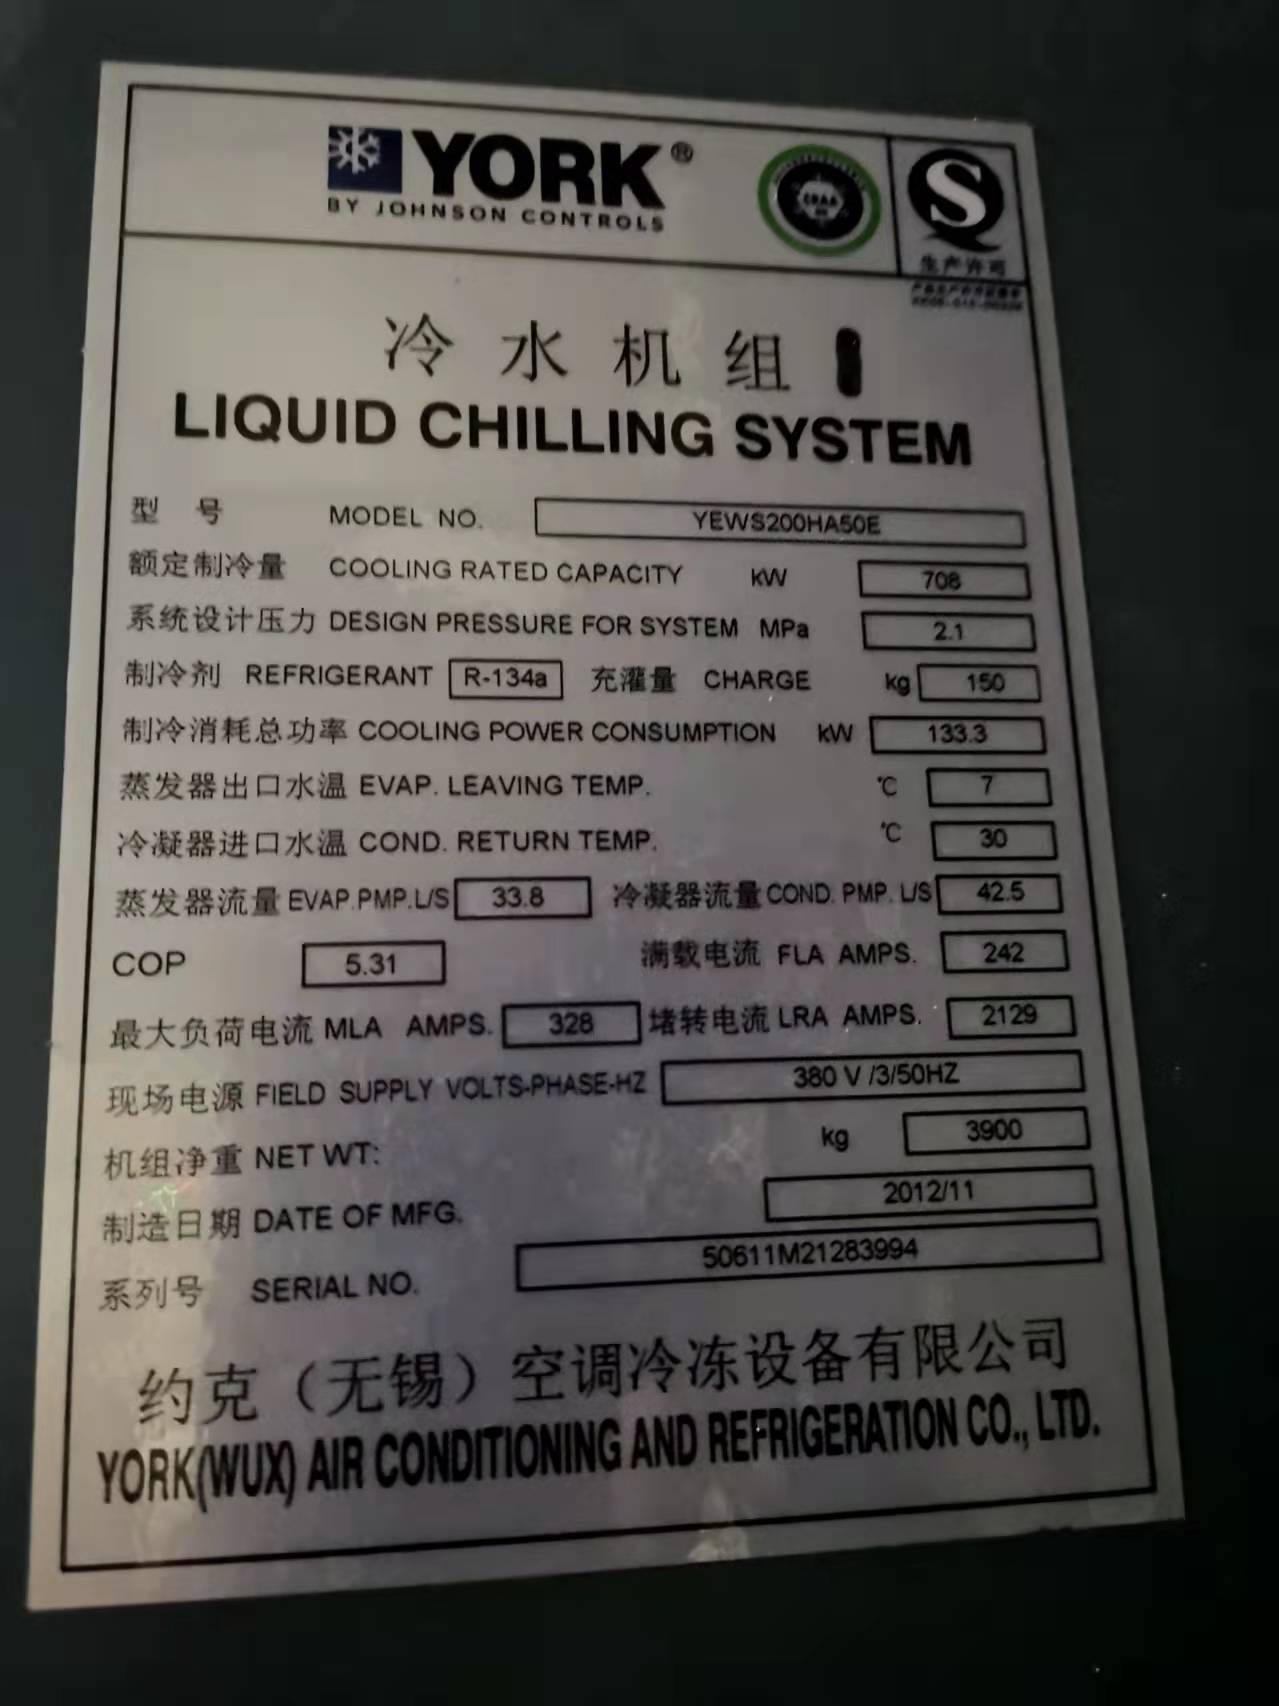 YORK®
BY JOHNSON CONTROLS
CRAA
S
生产许可
冷水机组
LIQUID CHILLING SYSTEM
型 号 MODEL NO. YEWS200HA50E
额定制冷量 COOLING RATED CAPACITY kW 708
系统设计压力 DESIGN PRESSURE FOR SYSTEM MPa 2.1
制冷剂 REFRIGERANT R-134a 充灌量 CHARGE kg 150
制冷消耗总功率 COOLING POWER CONSUMPTION kW 133.3
蒸发器出口水温 EVAP. LEAVING TEMP. ℃ 7
冷凝器进口水温 COND. RETURN TEMP. ℃ 30
蒸发器流量 EVAP.PMP.L/S 33.8 冷凝器流量 COND. PMP. L/S 42.5
COP 5.31 满载电流 FLA AMPS. 242
最大负荷电流 MLA AMPS. 328 堵转电流 LRA AMPS. 2129
现场电源 FIELD SUPPLY VOLTS-PHASE-HZ 380 V /3/50HZ
机组净重 NET WT: kg 3900
制造日期 DATE OF MFG. 2012/11
系列号 SERIAL NO. 50611M21283994
约克（无锡）空调冷冻设备有限公司
YORK(WUX) AIR CONDITIONING AND REFRIGERATION CO., LTD.